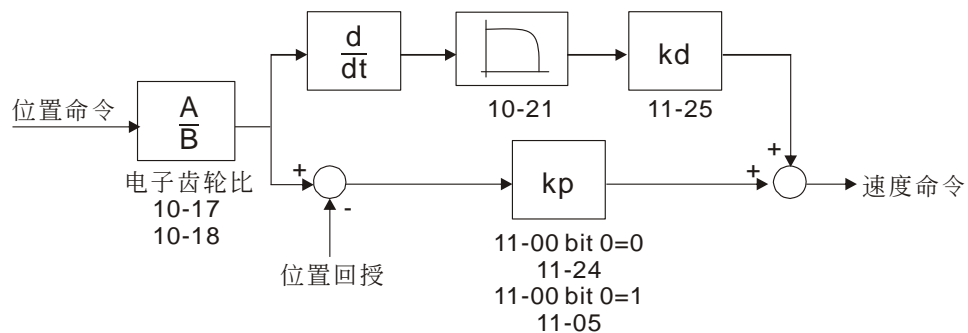 d
dt
kd
10-21
11-25
位置命令
A
B
电子齿轮比
10-17
10-18
+
-
kp
+
+
速度命令
位置回授
11-00 bit 0=0
11-24
11-00 bit 0=1
11-05